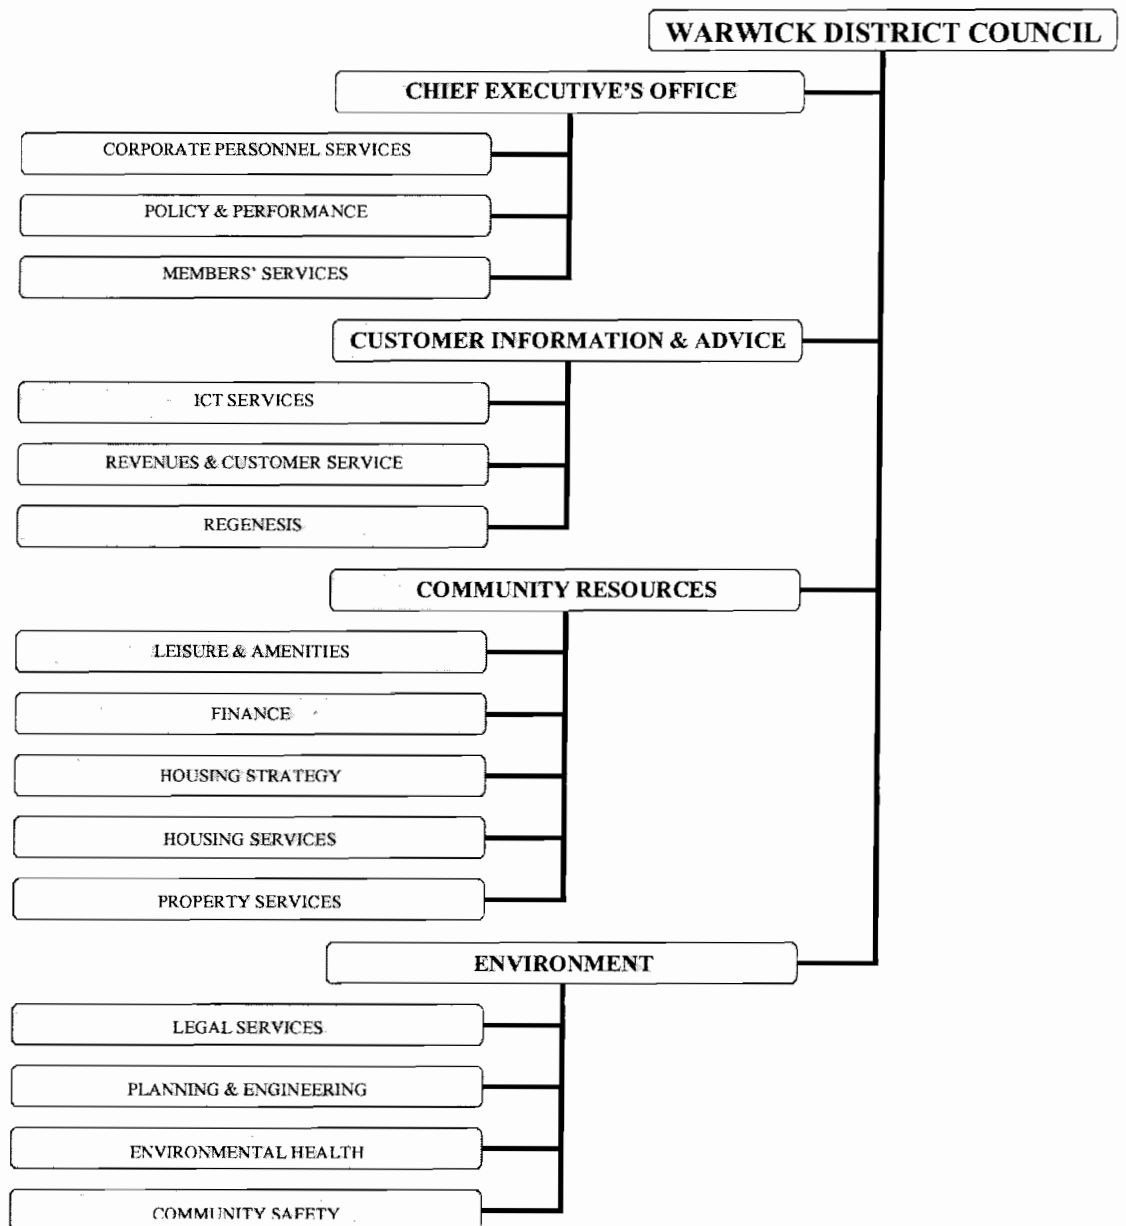 WARWICK DISTRICT COUNCIL
CHIEF EXECUTIVE'S OFFICE
CORPORATE PERSONNEL SERVICES
POLICY & PERFORMANCE
MEMBERS' SERVICES
CUSTOMER INFORMATION & ADVICE
ICT SERVICES
REVENUES & CUSTOMER SERVICE
REGENESIS
COMMUNITY RESOURCES
LEISURE & AMENITIES
FINANCE
HOUSING STRATEGY
HOUSING SERVICES
PROPERTY SERVICES
ENVIRONMENT
LEGAL SERVICES
PLANNING & ENGINEERING
ENVIRONMENTAL HEALTH
COMMUNITY SAFETY